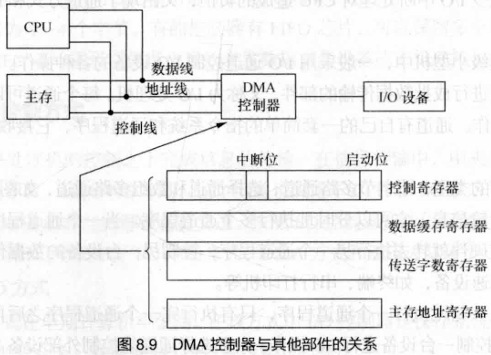 CPU
主存
数据线
地址线
控制线
DMA
控制器
I/O 设备
中断位
启动位
控制寄存器
数据缓存寄存器
传送字数寄存器
主存地址寄存器
图 8.9 DMA 控制器与其他部件的关系